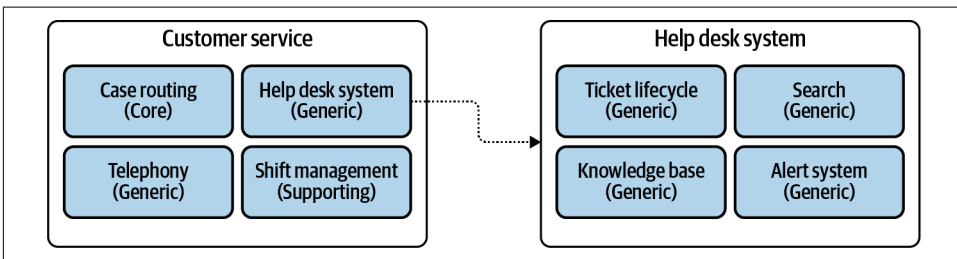 Customer service
Case routing
(Core)
Help desk system
(Generic)
Telephony
(Generic)
Shift management
(Supporting)
Help desk system
Ticket lifecycle
(Generic)
Search
(Generic)
Knowledge base
(Generic)
Alert system
(Generic)